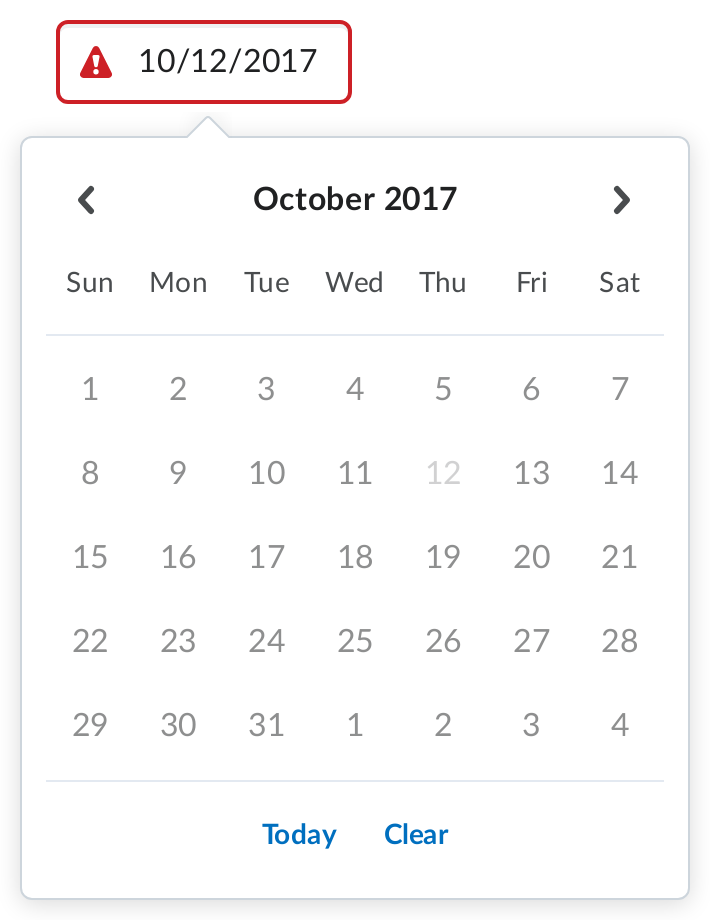 10/12/2017
October 2017
Sun Mon Tue Wed Thu Fri Sat
1 2 3 4 5 6 7
8 9 10 11 12 13 14
15 16 17 18 19 20 21
22 23 24 25 26 27 28
29 30 31 1 2 3 4
Today Clear